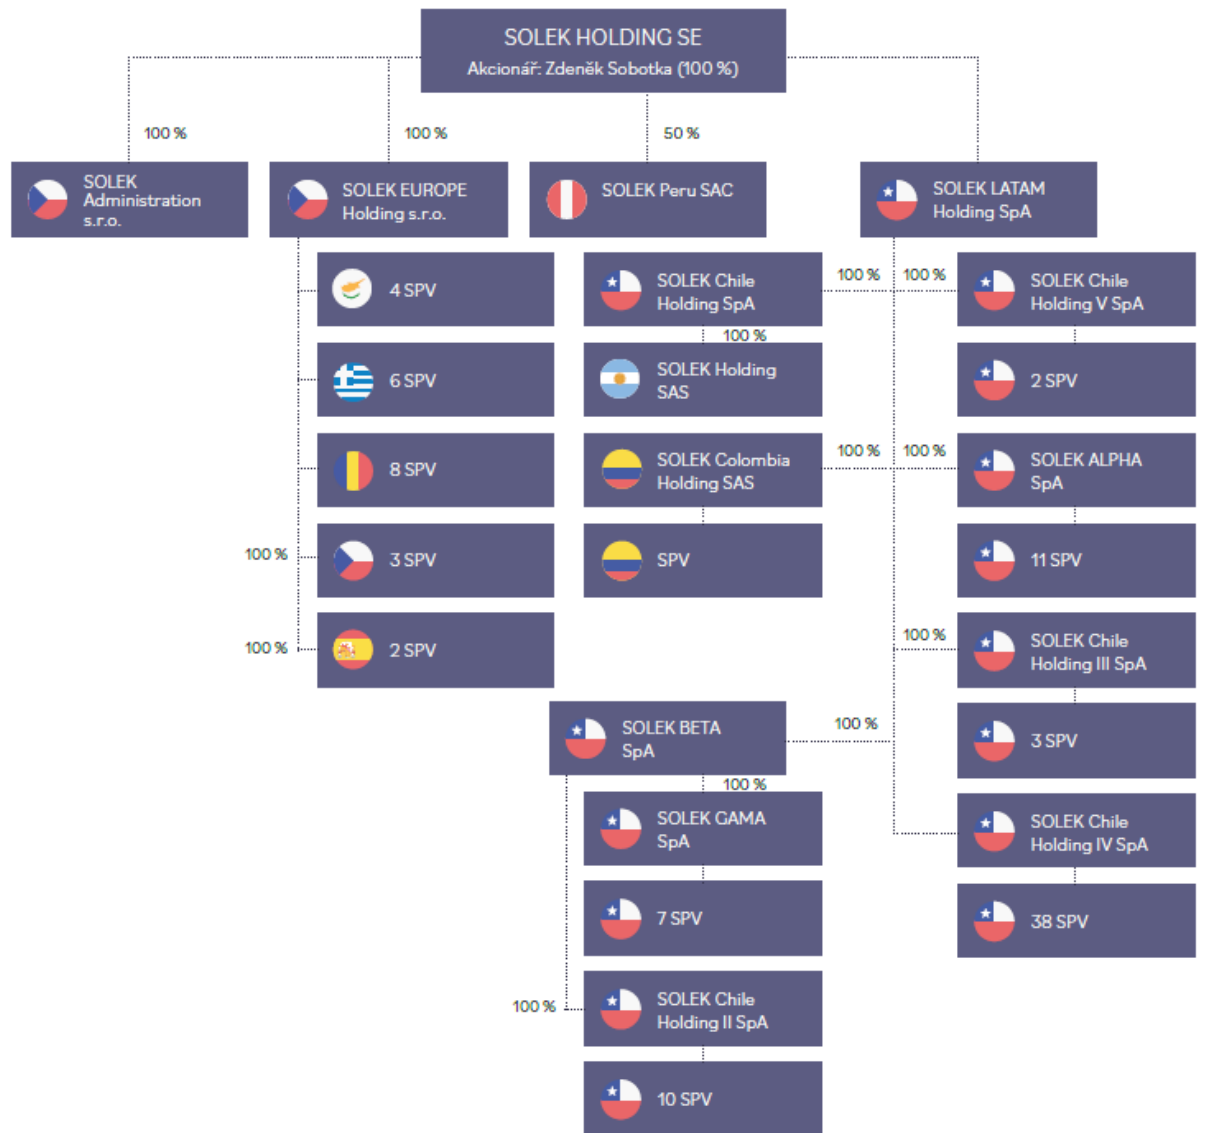 SOLEK HOLDING SE
Akcionář: Zdeněk Sobotka (100 %)
100 %
100 %
50 %
SOLEK
Administration
s.r.o.
SOLEK EUROPE
Holding s.r.o.
SOLEK Peru SAC
SOLEK LATAM
Holding SpA
4 SPV
6 SPV
8 SPV
100 %
3 SPV
100 %
2 SPV
SOLEK Chile
Holding SpA
100 %
100 %
SOLEK Chile
Holding V SpA
100 %
SOLEK Holding
SAS
2 SPV
SOLEK Colombia
Holding SAS
100 %
100 %
SOLEK ALPHA
SpA
SPV
11 SPV
100 %
SOLEK Chile
Holding III SpA
3 SPV
SOLEK BETA
SpA
100 %
100 %
SOLEK GAMA
SpA
SOLEK Chile
Holding IV SpA
7 SPV
38 SPV
100 %
SOLEK Chile
Holding II SpA
10 SPV